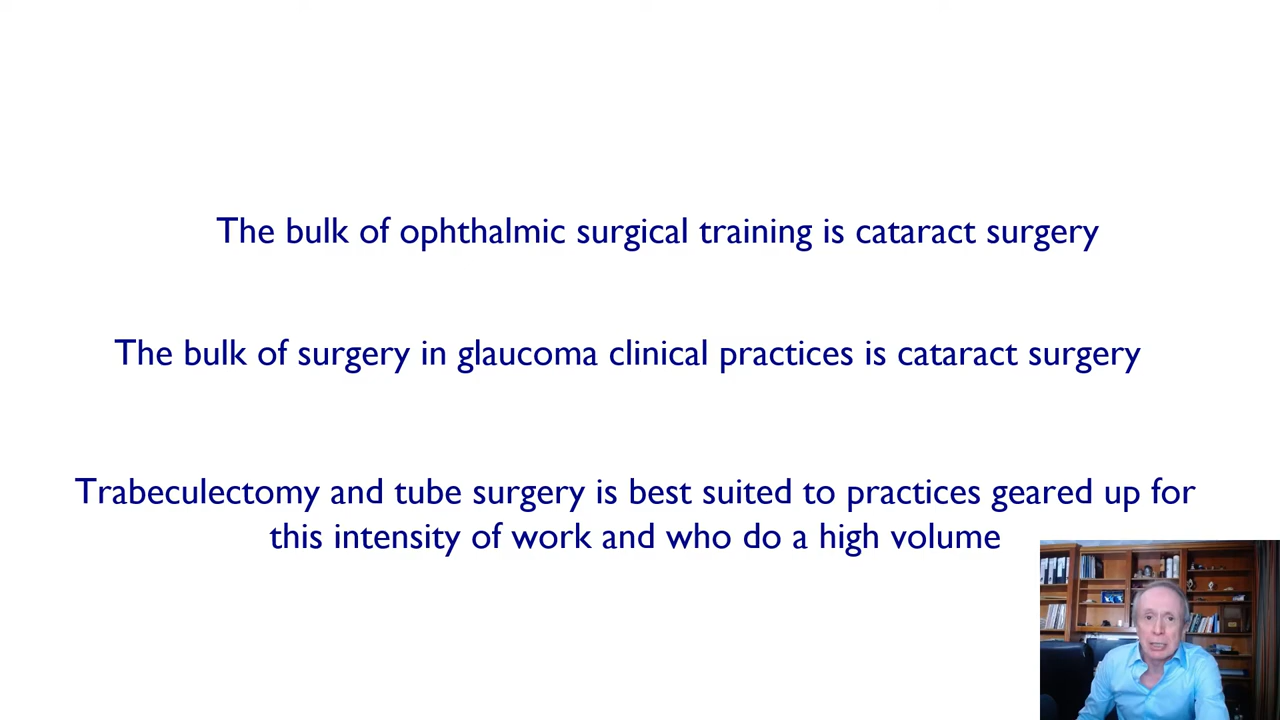 The bulk of ophthalmic surgical training is cataract surgery
The bulk of surgery in glaucoma clinical practices is cataract surgery
Trabeculectomy and tube surgery is best suited to practices geared up for
this intensity of work and who do a high volume